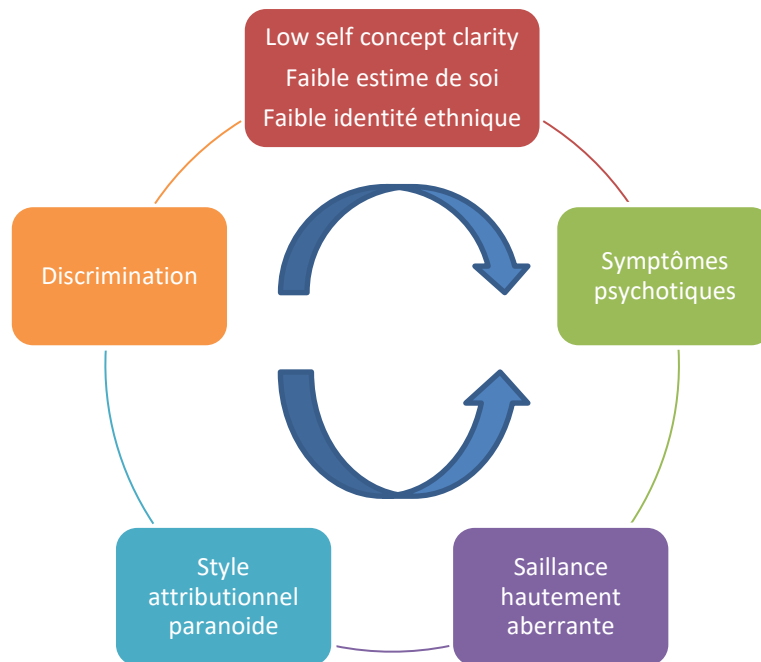 Low self concept clarity
Faible estime de soi
Faible identité ethnique
Discrimination
Symptômes
psychotiques
Style
attributionnel
paranoide
Saillance
hautement
aberrante